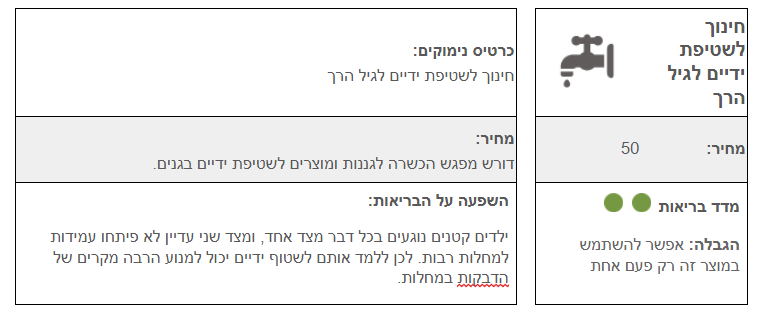 חינוך
לשטיפת
ידיים לגיל
הרך
מחיר: 50
מדד בריאות
הגבלה: אפשר להשתמש
במוצר זה רק פעם אחת
כרטיס נימוקים:
חינוך לשטיפת ידיים לגיל הרך
מחיר:
דורש מפגש הכשרה לגננות ומוצרים לשטיפת ידיים בגנים.
השפעה על הבריאות:
ילדים קטנים נוגעים בכל דבר מצד אחד, ומצד שני עדיין לא פיתחו עמידות
למחלות רבות. לכן ללמד אותם לשטוף ידיים יכול למנוע הרבה מקרים של
הדבקות במחלות.